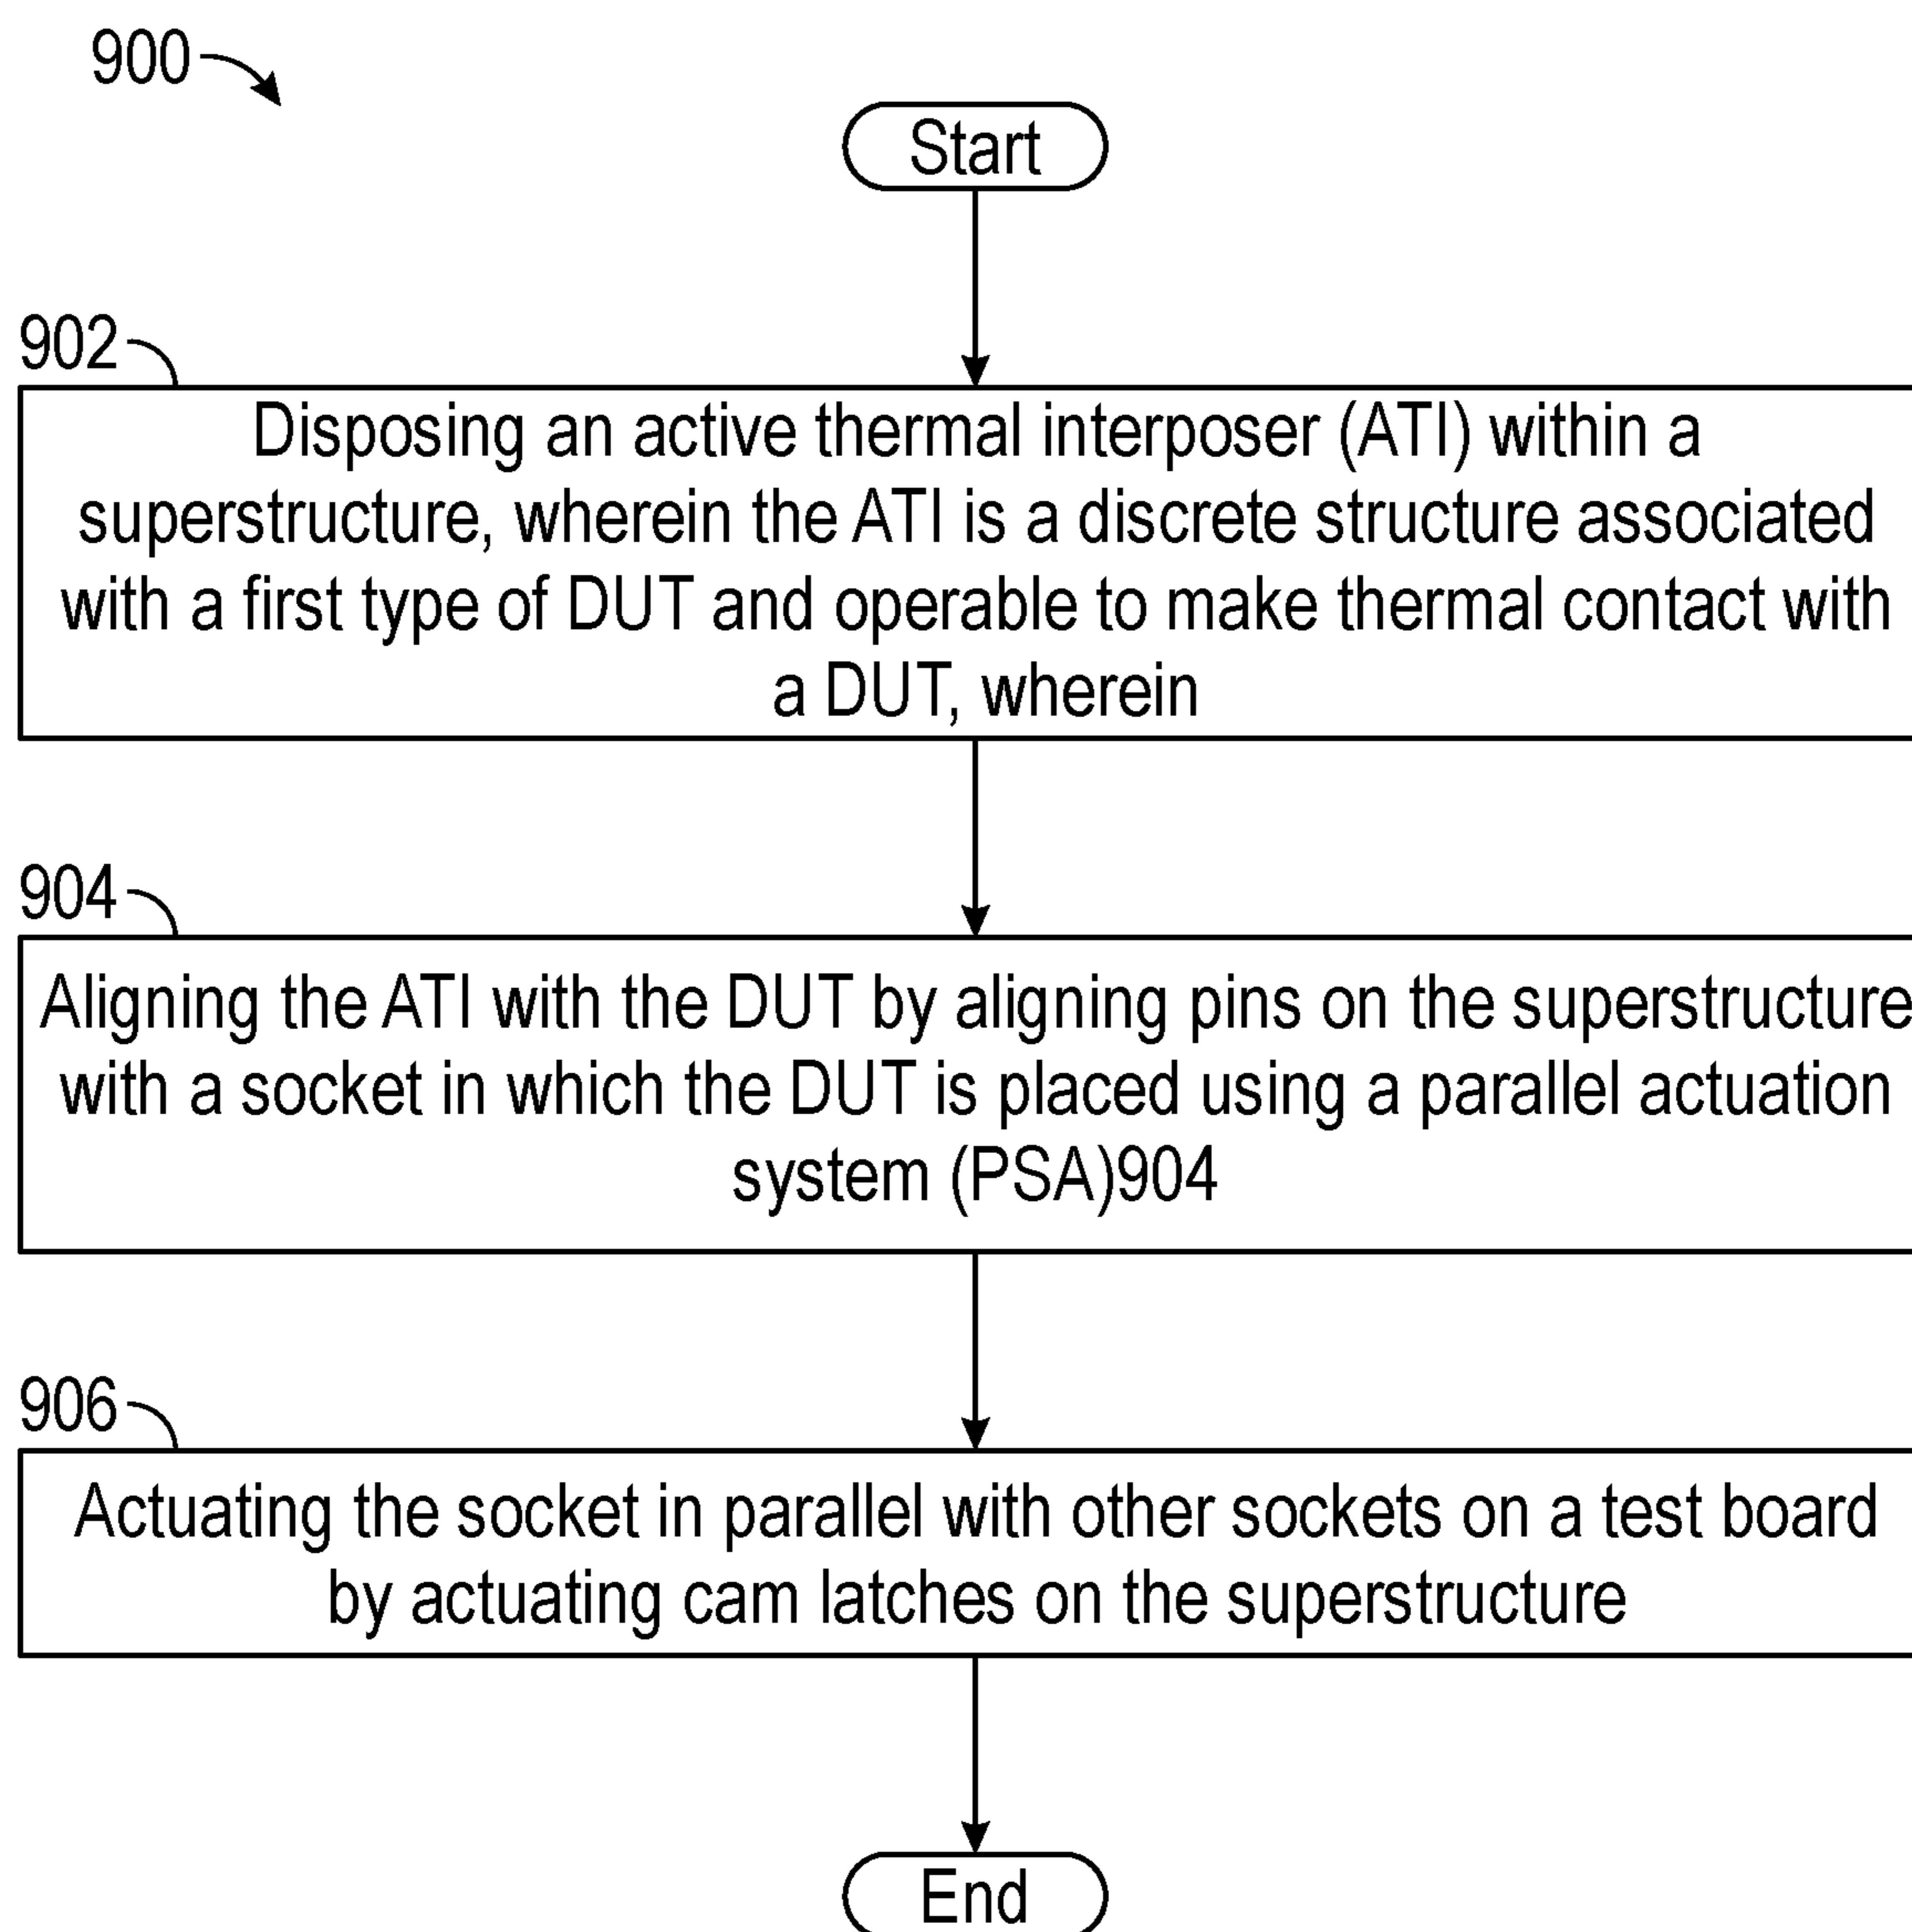 900
Start
902
Disposing an active thermal interposer (ATI) within a
superstructure, wherein the ATI is a discrete structure associated
with a first type of DUT and operable to make thermal contact with
a DUT, wherein
904
Aligning the ATI with the DUT by aligning pins on the superstructure
with a socket in which the DUT is placed using a parallel actuation
system (PSA)904
906
Actuating the socket in parallel with other sockets on a test board
by actuating cam latches on the superstructure
End